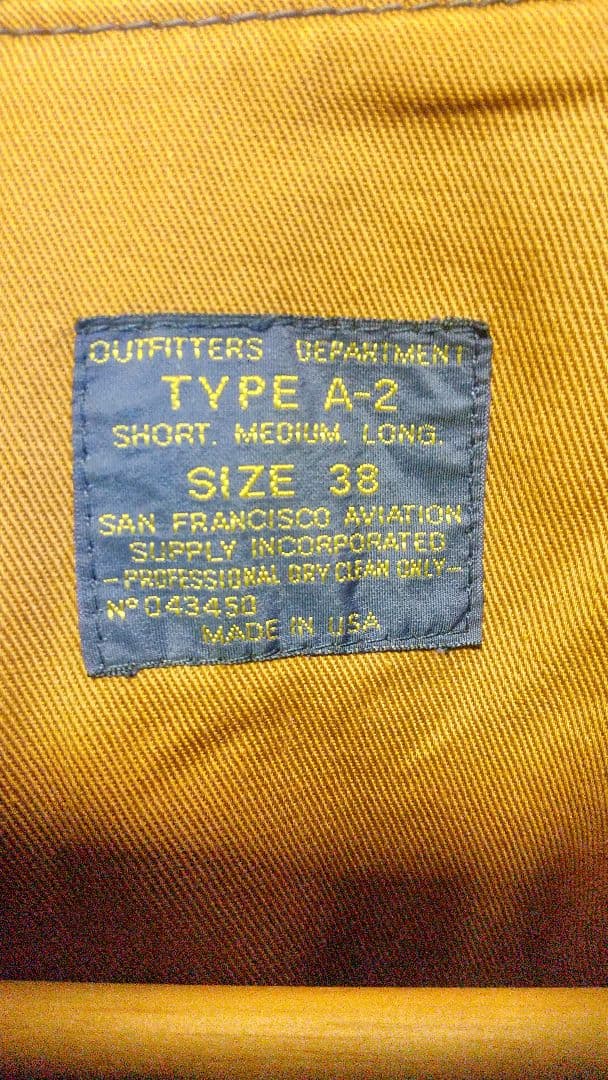 OUTFITTERS DEPARTMENT
TYPE A-2
SHORT. MEDIUM. LONG.
SIZE 38
SAN FRANCISCO AVIATION
SUPPLY INCORPORATED
-PROFESSIONAL DRY CLEAN ONLY-
Nº 043450
MADE IN USA